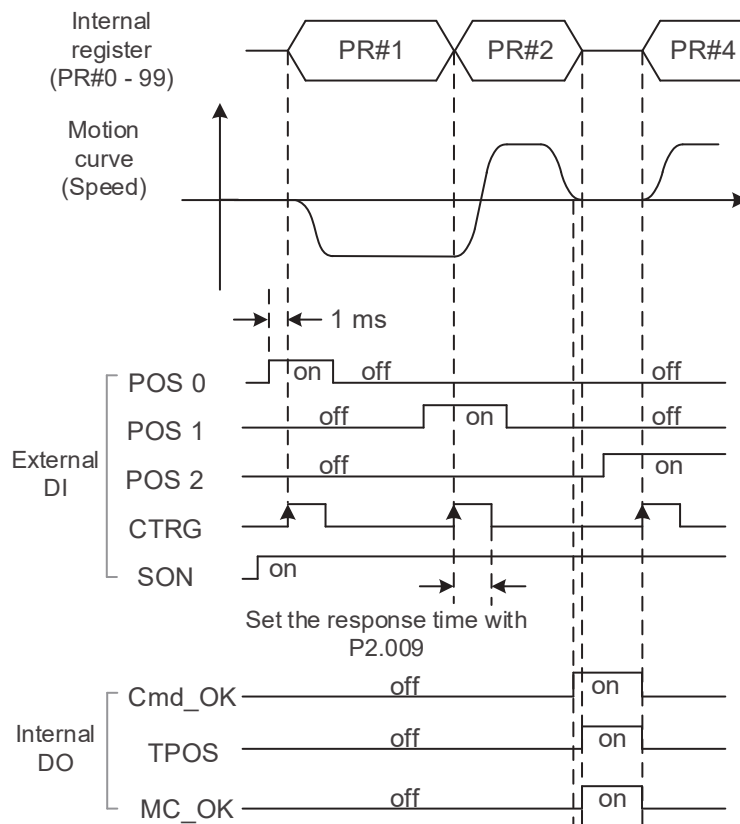 Internal
register
(PR#0 - 99)
PR#1
PR#2
PR#4
Motion
curve
(Speed)
1 ms
External
DI
POS 0
on
off
off
POS 1
off
on
off
POS 2
off
on
CTRG
SON
on
Set the response time with
P2.009
Internal
DO
Cmd_OK
off
on
TPOS
off
on
MC_OK
off
on